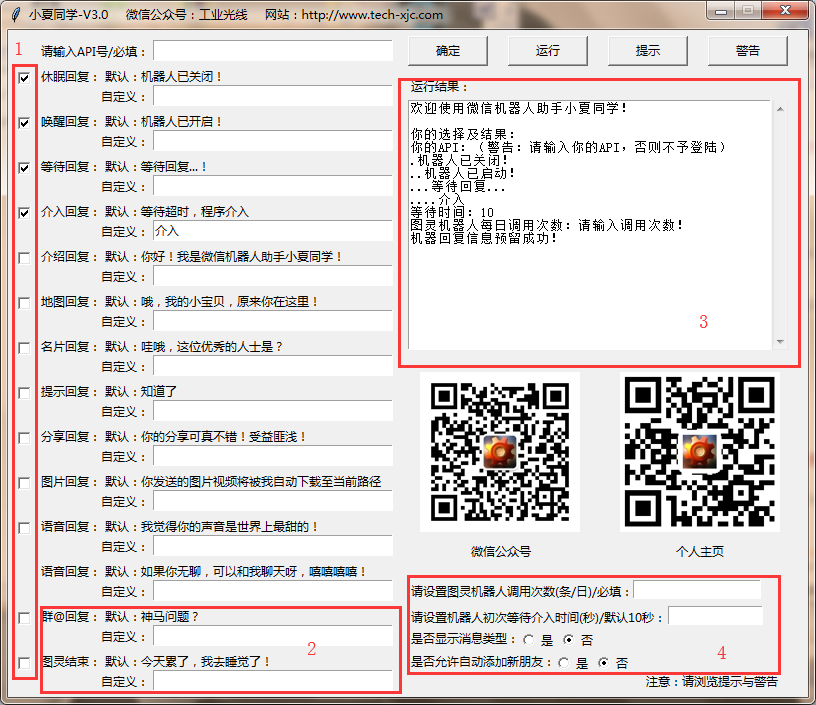 小夏同学-V3.0 微信公众号：工业光线 网站：http://www.tech-xjc.com
1
请输入API号/必填：
休眠回复： 默认：机器人已关闭！
自定义：
唤醒回复： 默认：机器人已开启！
自定义：
等待回复： 默认：等待回复...！
自定义：
介入回复： 默认：等待超时，程序介入
自定义： 介入
介绍回复： 默认：你好！我是微信机器人助手小夏同学！
自定义：
地图回复： 默认：哦，我的小宝贝，原来你在这里！
自定义：
名片回复： 默认：哇哦，这位优秀的人士是？
自定义：
提示回复： 默认：知道了
自定义：
分享回复： 默认：你的分享可真不错！受益匪浅！
自定义：
图片回复： 默认：你发送的图片视频将被我自动下载至当前路径
自定义：
语音回复： 默认：我觉得你的声音是世界上最甜的！
自定义：
语音回复： 默认：如果你无聊，可以和我聊天呀，嘻嘻嘻嘻！
自定义：
群@回复： 默认：神马问题？
自定义：
2
图灵结束： 默认：今天累了，我去睡觉了！
自定义：
确定 运行 提示 警告
运行结果：
欢迎使用微信机器人助手小夏同学！
你的选择及结果：
你的API：（警告：请输入你的API，否则不予登陆）
.机器人已关闭！
..机器人已启动！
...等待回复...
....介入
等待时间：10
图灵机器人每日调用次数：请输入调用次数！
机器回复信息预留成功！
3
微信公众号 个人主页
请设置图灵机器人调用次数(条/日)/必填：
请设置机器人初次等待介入时间(秒)/默认10秒：
是否显示消息类型： 是 否
4
是否允许自动添加新朋友： 是 否
注意：请浏览提示与警告